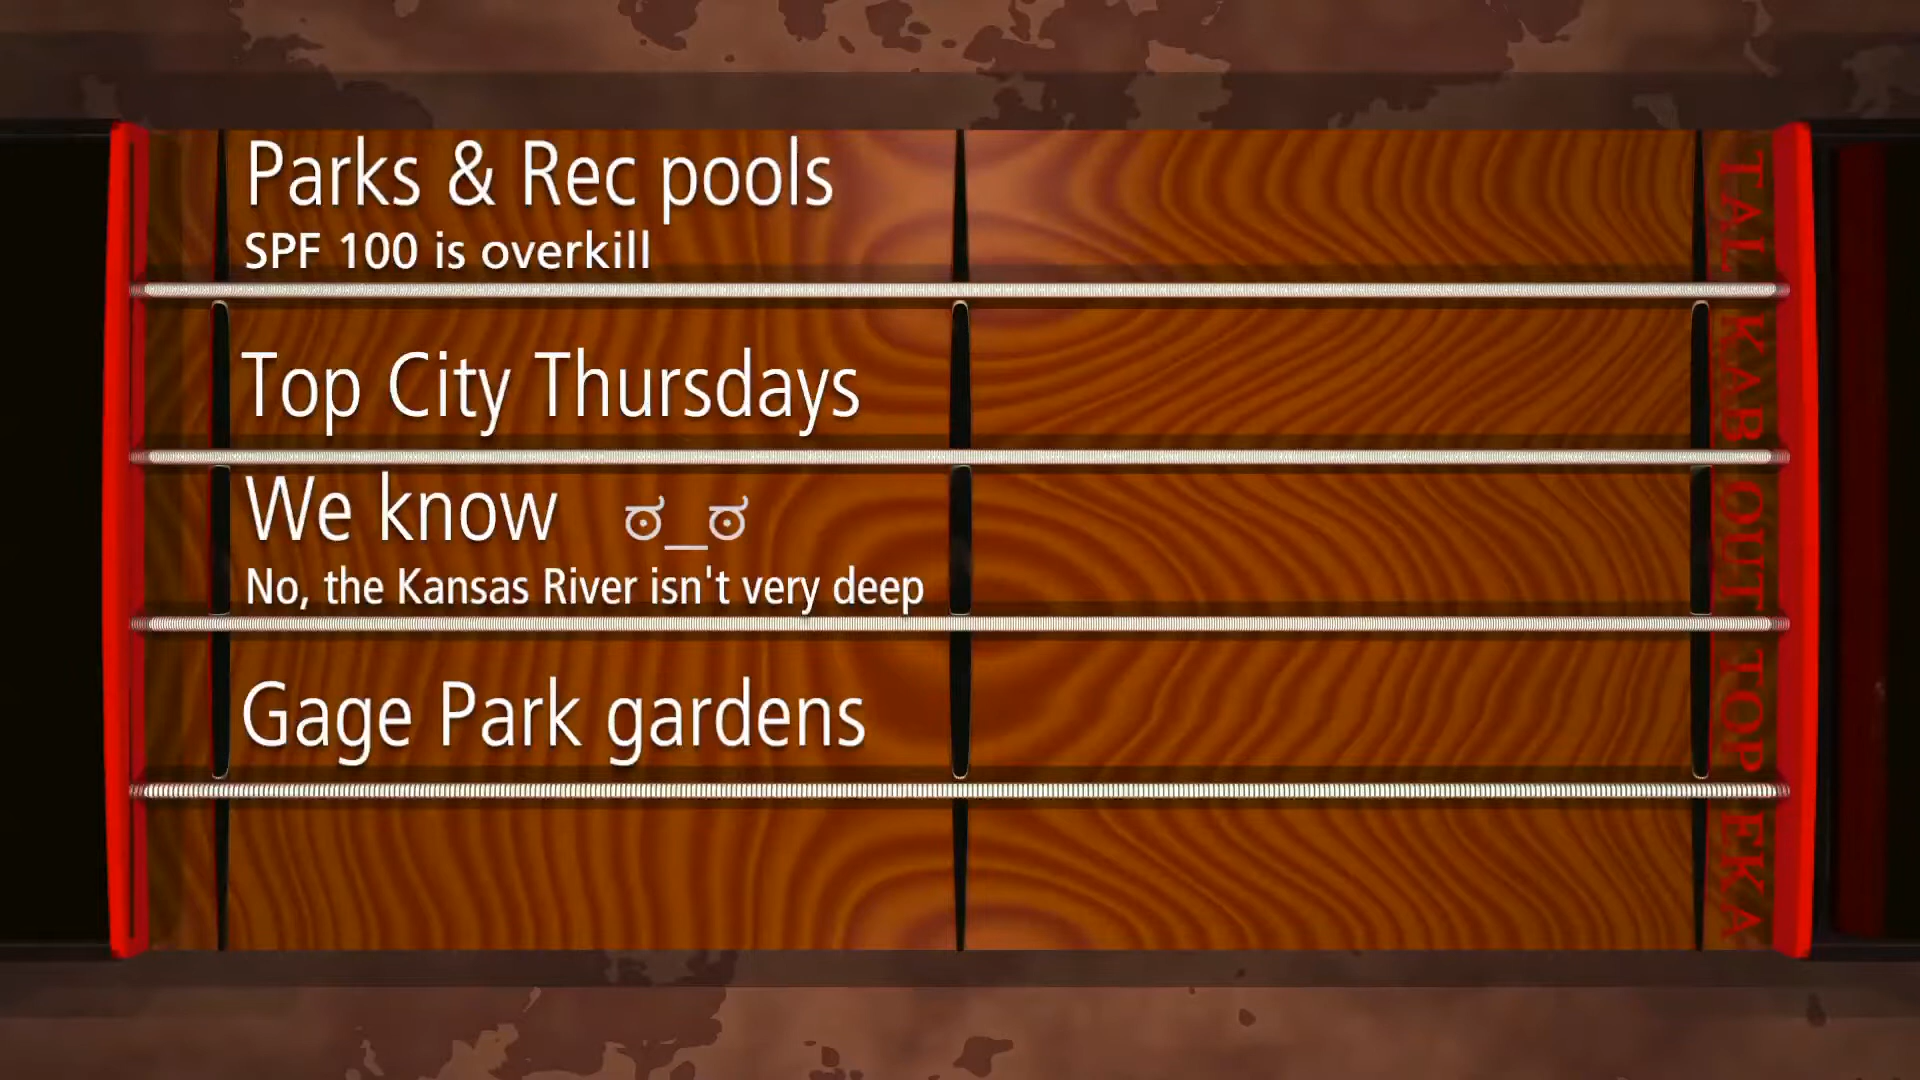 Parks & Rec pools
SPF 100 is overkill
Top City Thursdays
We know ಠ_ಠ
No, the Kansas River isn't very deep
Gage Park gardens
TAL KAB OUT TOP EKA